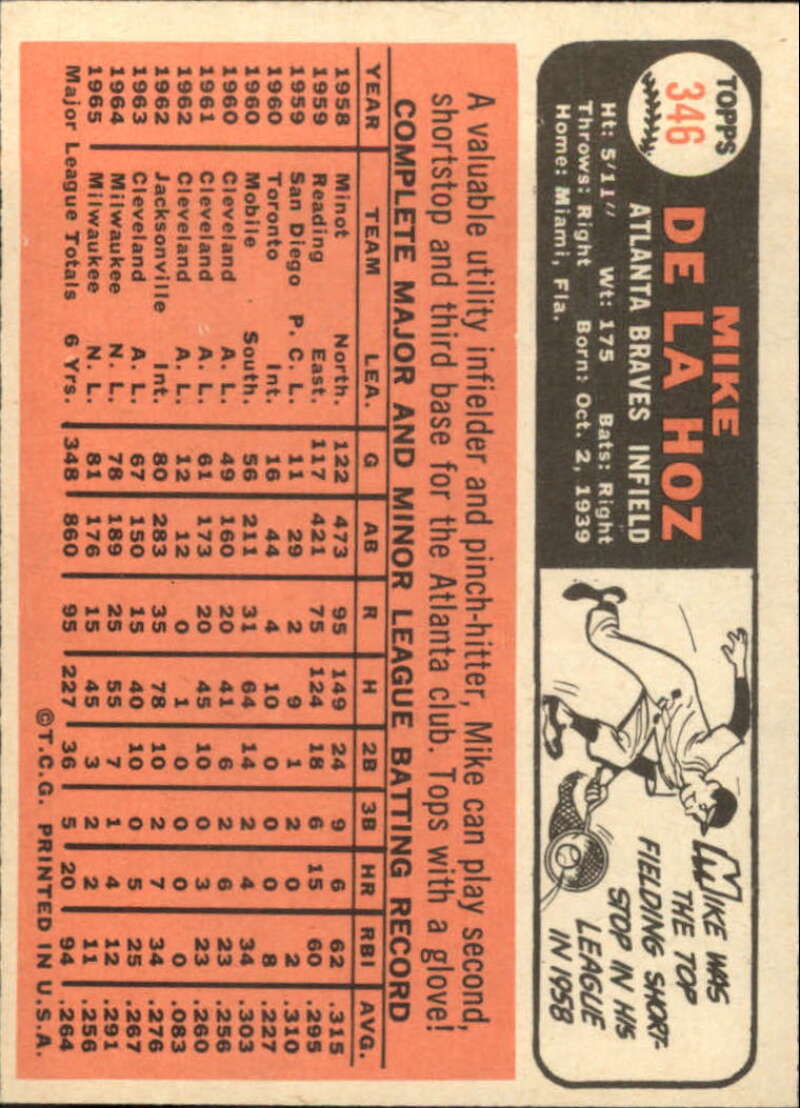 TOPPS
346
MIKE
DE LA HOZ
ATLANTA BRAVES INFIELD
Ht: 5/11" Wt: 175 Bats: Right
Throws: Right Born: Oct. 2, 1939
Home: Miami, Fla.
MIKE WAS
THE TOP
FIELDING SHORT-
STOP IN HIS
LEAGUE
IN 1958
A valuable utility infielder and pinch-hitter, Mike can play second,
shortstop and third base for the Atlanta club. Tops with a glove!
COMPLETE MAJOR AND MINOR LEAGUE BATTING RECORD
YEAR TEAM LEA. G AB R H 2B 3B HR RBI AVG.
1958 Minot North. 122 473 95 149 24 9 6 62 .315
1959 Reading East. 117 421 75 124 18 6 15 60 .295
1959 San Diego P. C. L. 11 29 2 9 1 2 0 2 .310
1960 Toronto Int. 16 44 4 10 0 0 0 8 .227
1960 Mobile South. 56 211 31 64 14 2 4 34 .303
1960 Cleveland A. L. 49 160 20 41 6 2 6 23 .256
1961 Cleveland A. L. 61 173 20 45 10 0 3 23 .260
1962 Cleveland A. L. 12 12 0 1 0 0 0 0 .083
1962 Jacksonville Int. 80 283 35 78 10 2 7 34 .276
1963 Cleveland A. L. 67 150 15 40 10 0 5 25 .267
1964 Milwaukee N. L. 78 189 25 55 7 1 4 12 .291
1965 Milwaukee N. L. 81 176 15 45 3 2 2 11 .256
Major League Totals 6 Yrs. 348 860 95 227 36 5 20 94 .264
©T.C.G. PRINTED IN U.S.A.